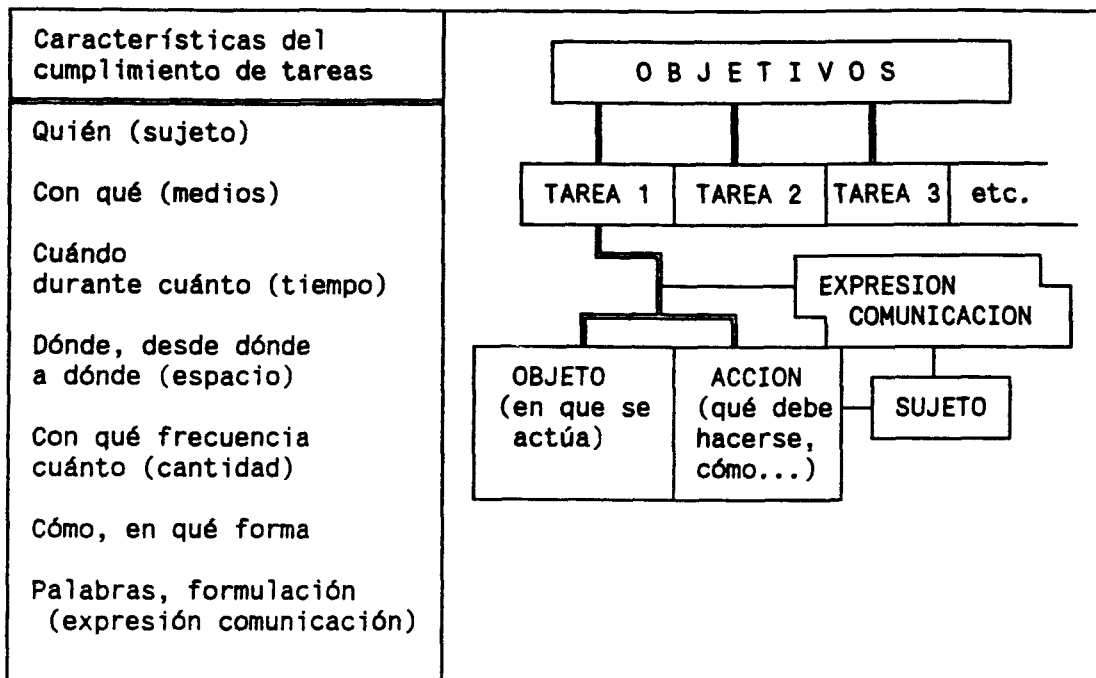 Características del
cumplimiento de tareas
Quién (sujeto)
Con qué (medios)
Cuándo
durante cuánto (tiempo)
Dónde, desde dónde
a dónde (espacio)
Con qué frecuencia
cuánto (cantidad)
Cómo, en qué forma
Palabras, formulación
(expresión comunicación)
O B J E T I V O S
TAREA 1 TAREA 2 TAREA 3 etc.
EXPRESION
COMUNICACION
OBJETO
(en que se
actúa)
ACCION
(qué debe
hacerse,
cómo...)
SUJETO